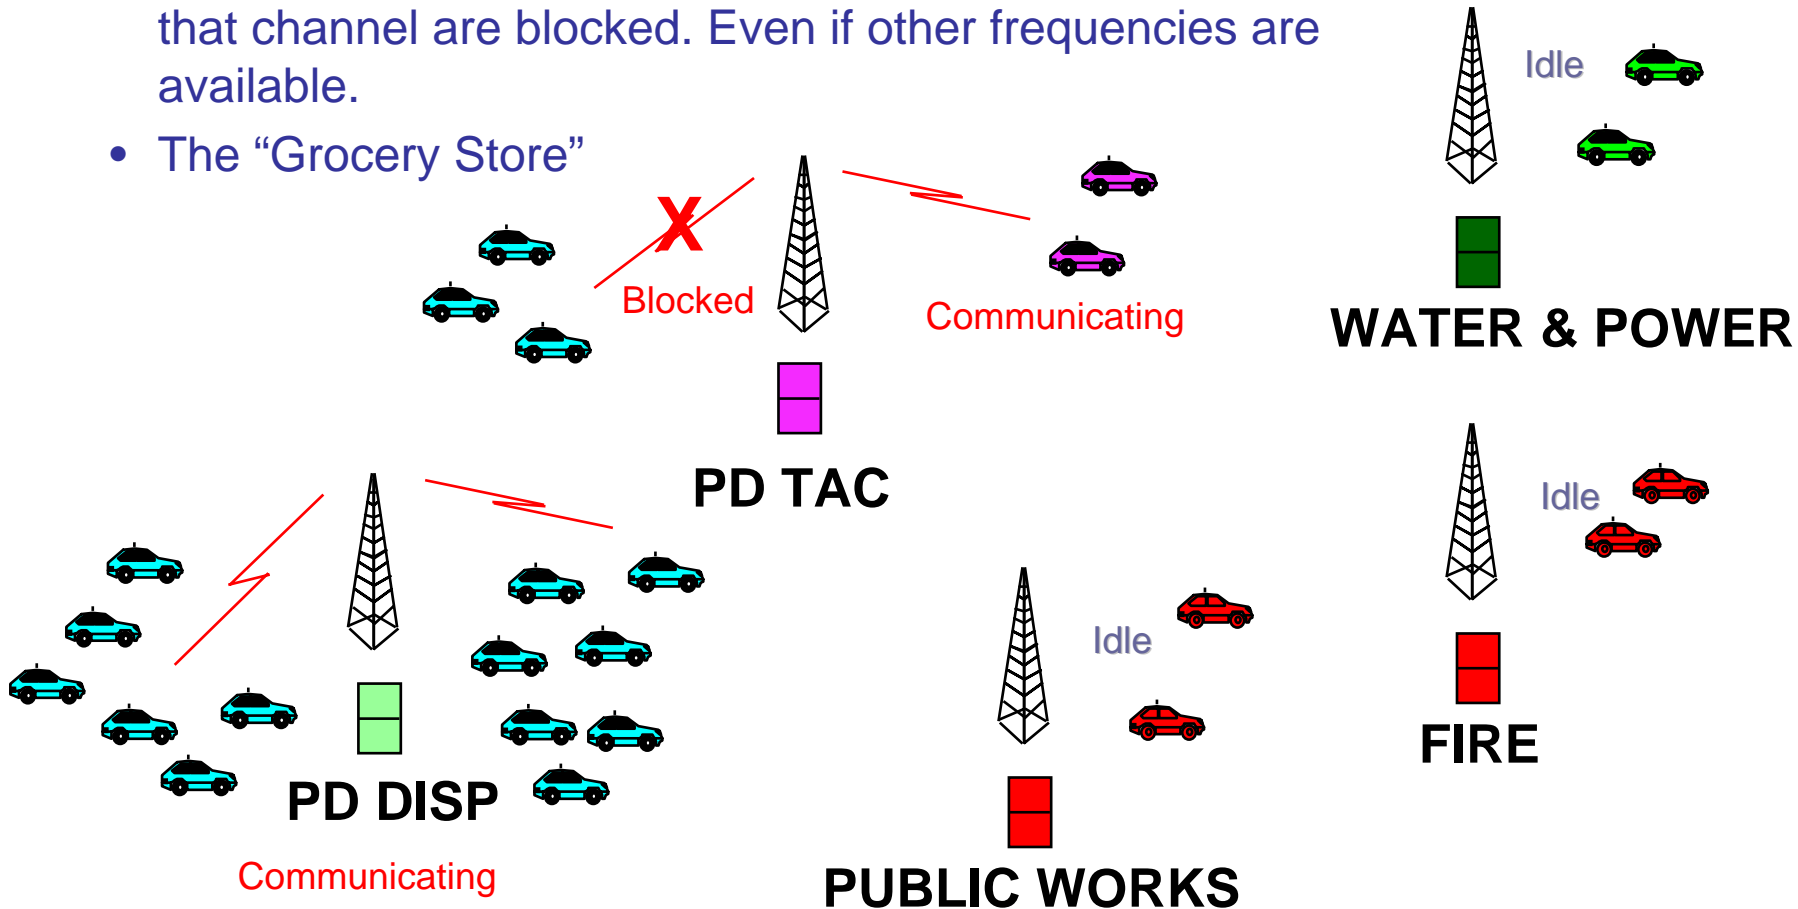 that channel are blocked. Even if other frequencies are
available.
• The “Grocery Store”
Idle
X
Blocked
Communicating
WATER & POWER
PD TAC
Idle
Idle
FIRE
PD DISP
Communicating
PUBLIC WORKS